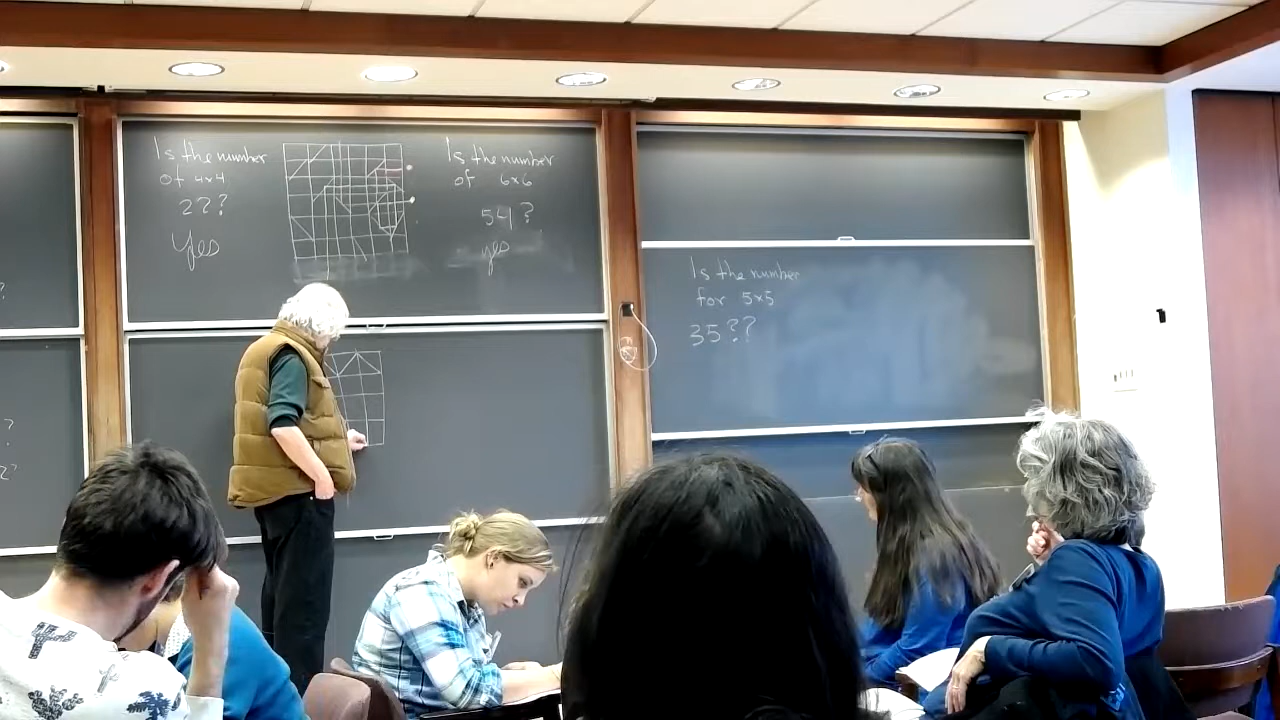 Is the number
of 4x4
22?
Yes
Is the number
of 6x6
54?
yes
Is the number
for 5x5
35??
?
?
2?